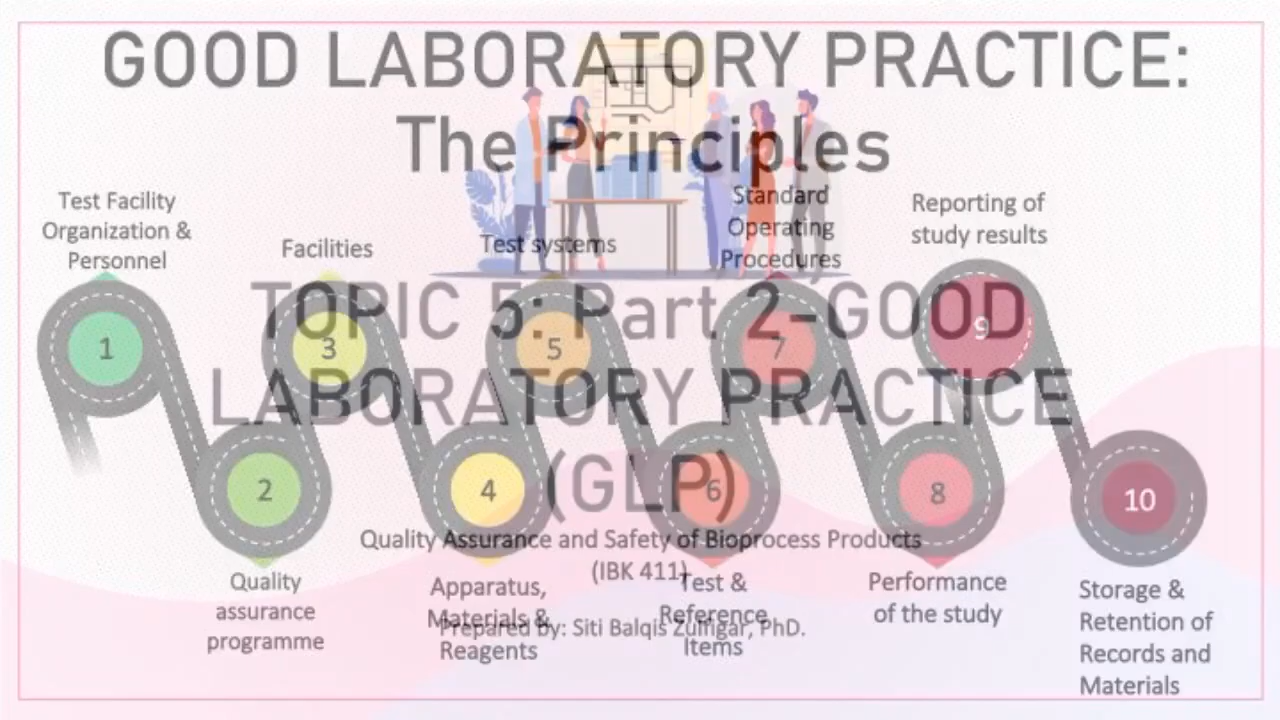 GOOD LABORATORY PRACTICE:
The Principles
Test Facility
Organization &
Personnel
Facilities
Test systems
Standard
Operating
Procedures
Reporting of
study results
TOPIC 5: Part 2-GOOD
LABORATORY PRACTICE
(GLP)
1
3
5
7
9
2
4
6
8
10
Quality Assurance and Safety of Bioprocess Products
(IBK 411)
Prepared by: Siti Balqis Zulfigar, PhD.
Quality
assurance
programme
Apparatus,
Materials &
Reagents
Test &
Reference
Items
Performance
of the study
Storage &
Retention of
Records and
Materials